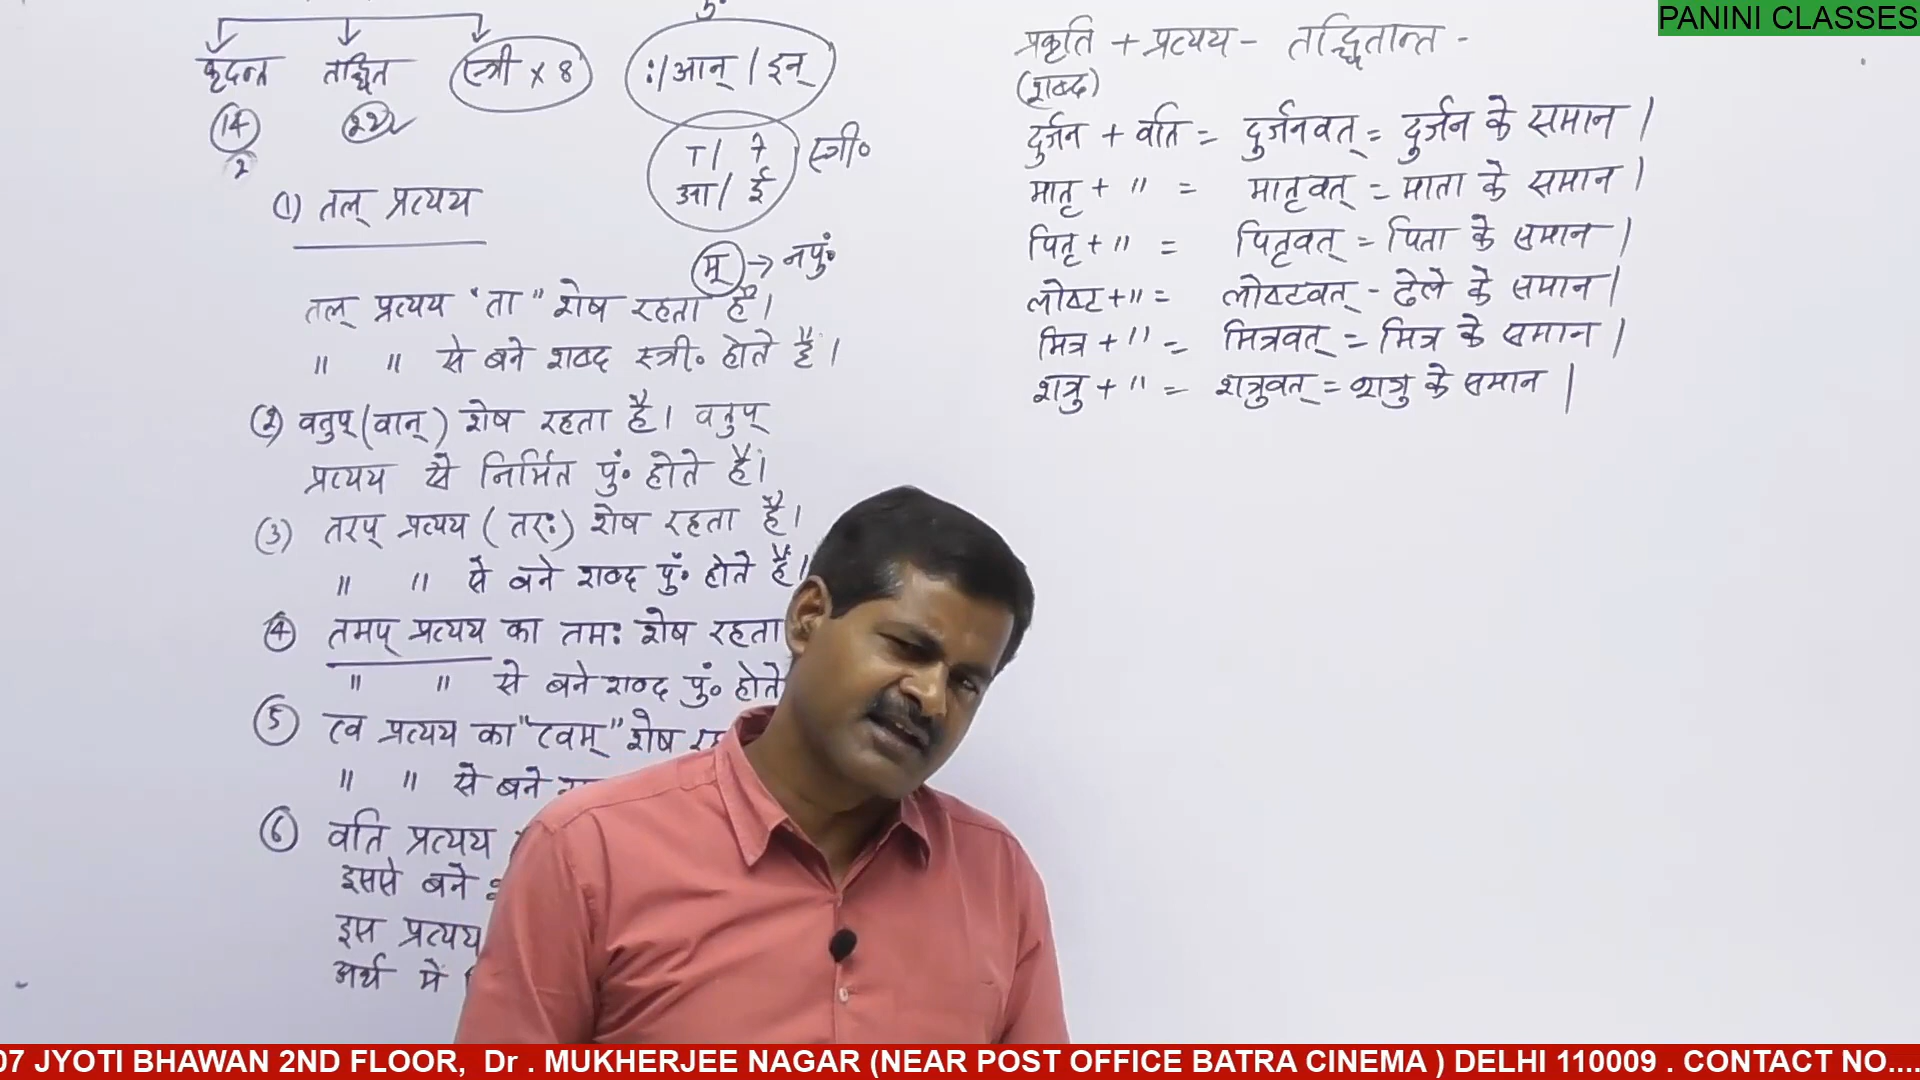 PANINI CLASSES
कृदन्त तद्धित स्त्री x 8 :/आन् / इन्
14 22
2
ा / ी स्त्री०
आ / ई
(1) तल् प्रत्यय
म् → नपुं०
तल् प्रत्यय "ता" शेष रहता है।
" " से बने शब्द स्त्री० होते हैं।
(2) वतुप् (वान्) शेष रहता है। वतुप्
प्रत्यय से निर्मित पुं० होते हैं।
(3) तरप् प्रत्यय (तर:) शेष रहता है।
" " से बने शब्द पुं० होते हैं।
(4) तमप् प्रत्यय का तम: शेष रहता
" " से बने शब्द पुं० होते
(5) त्व प्रत्यय का "त्वम्" शेष
" " से बने
(6) वति प्रत्यय
इससे बने
इस प्रत्यय
अर्थ में
प्रकृति + प्रत्यय - तद्धितान्त -
(शब्द)
दुर्जन + वति = दुर्जनवत् = दुर्जन के समान।
मातृ + " = मातृवत् = माता के समान।
पितृ + " = पितृवत् = पिता के समान।
लोष्ट + " = लोष्टवत् - ढेले के समान।
मित्र + " = मित्रवत् = मित्र के समान।
शत्रु + " = शत्रुवत् = शत्रु के समान।
07 JYOTI BHAWAN 2ND FLOOR, Dr . MUKHERJEE NAGAR (NEAR POST OFFICE BATRA CINEMA ) DELHI 110009 . CONTACT NO....